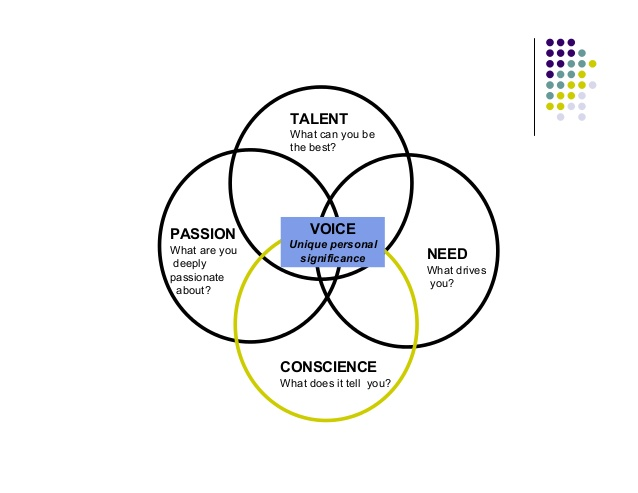 TALENT
What can you be
the best?
PASSION
What are you
deeply
passionate
about?
VOICE
Unique personal
significance
NEED
What drives
you?
CONSCIENCE
What does it tell  you?